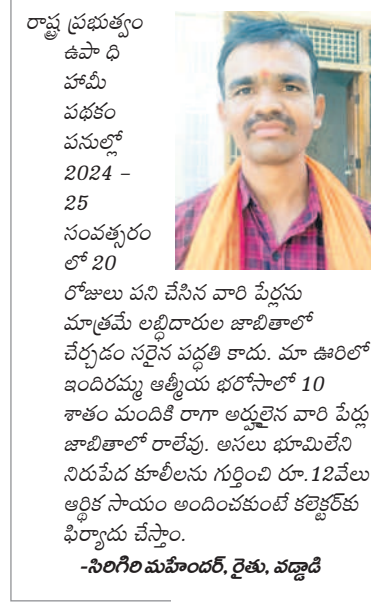 రాష్ట్ర ప్రభుత్వం
ఉపా ధి
హామీ
పథకం
పనుల్లో
2024 –
25
సంవత్సరం
లో 20
రోజులు పని చేసిన వారి పేర్లను
మాత్రమే లబ్ధిదారుల జాబితాలో
చేర్చడం సరైన పద్ధతి కాదు. మా ఊరిలో
ఇందిరమ్మ ఆత్మీయ భరోసాలో 10
శాతం మందికి రాగా అర్హులైన వారి పేర్లు
జాబితాలో రాలేవు. అసలు భూమిలేని
నిరుపేద కూలీలను గుర్తించి రూ.12వేలు
ఆర్థిక సాయం అందించకుంటే కలెక్టర్‌కు
ఫిర్యాదు చేస్తాం.
-సిరిగిరి మహేందర్, రైతు, వడ్డాడి